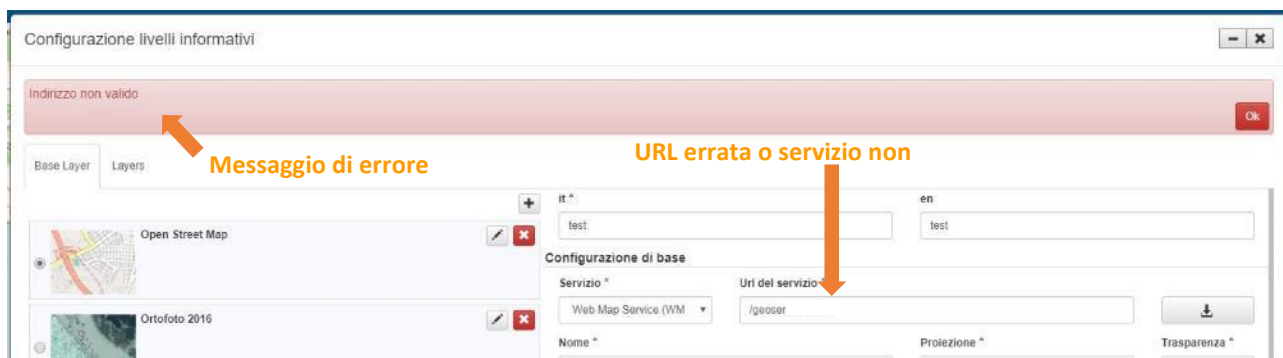 Configurazione livelli informativi
Indirizzo non valido
Ok
Messaggio di errore
URL errata o servizio non
Base Layer Layers
it * en
test test
Open Street Map
Configurazione di base
Servizio * Url del servizio *
Web Map Service (WM /geoser
Ortofoto 2016
Nome * Proiezione * Trasparenza *